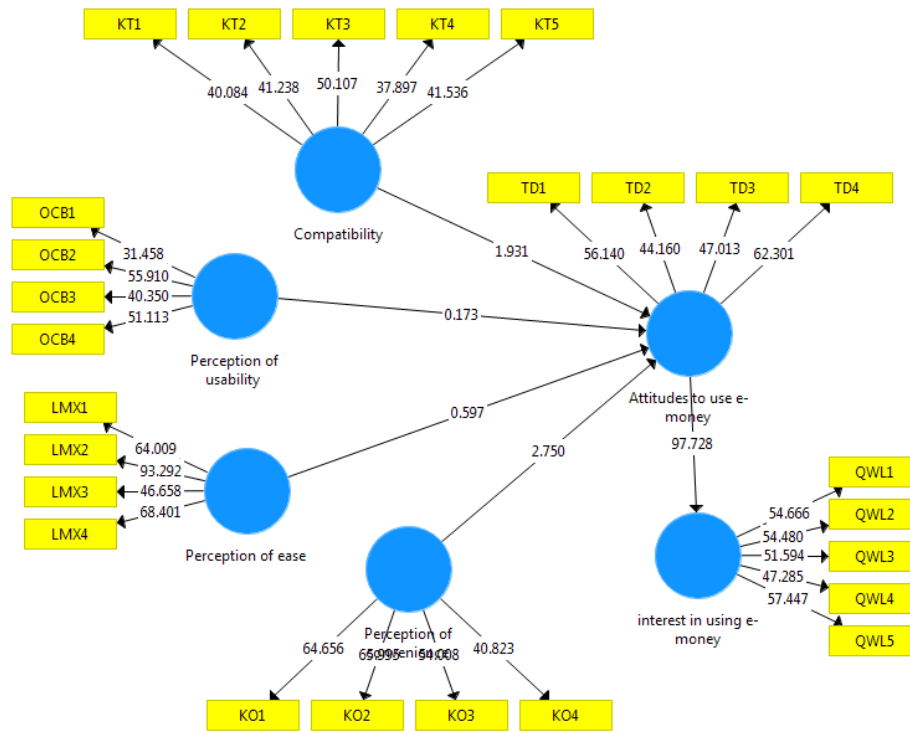 KT1 KT2 KT3 KT4 KT5
40.084 41.238 50.107 37.897 41.536
Compatibility
TD1 TD2 TD3 TD4
56.140 44.160 47.013 62.301
1.931
OCB1
OCB2
OCB3
OCB4
31.458
55.910
40.350
51.113
Perception of
usability
0.173
Attitudes to use e-
money
LMX1
LMX2
LMX3
LMX4
64.009
93.292
46.658
68.401
Perception of ease
0.597
2.750
97.728
QWL1
QWL2
QWL3
QWL4
QWL5
54.666
54.480
51.594
47.285
57.447
interest in using e-
money
Perception of
64.656 40.823
KO1 KO2 KO3 KO4